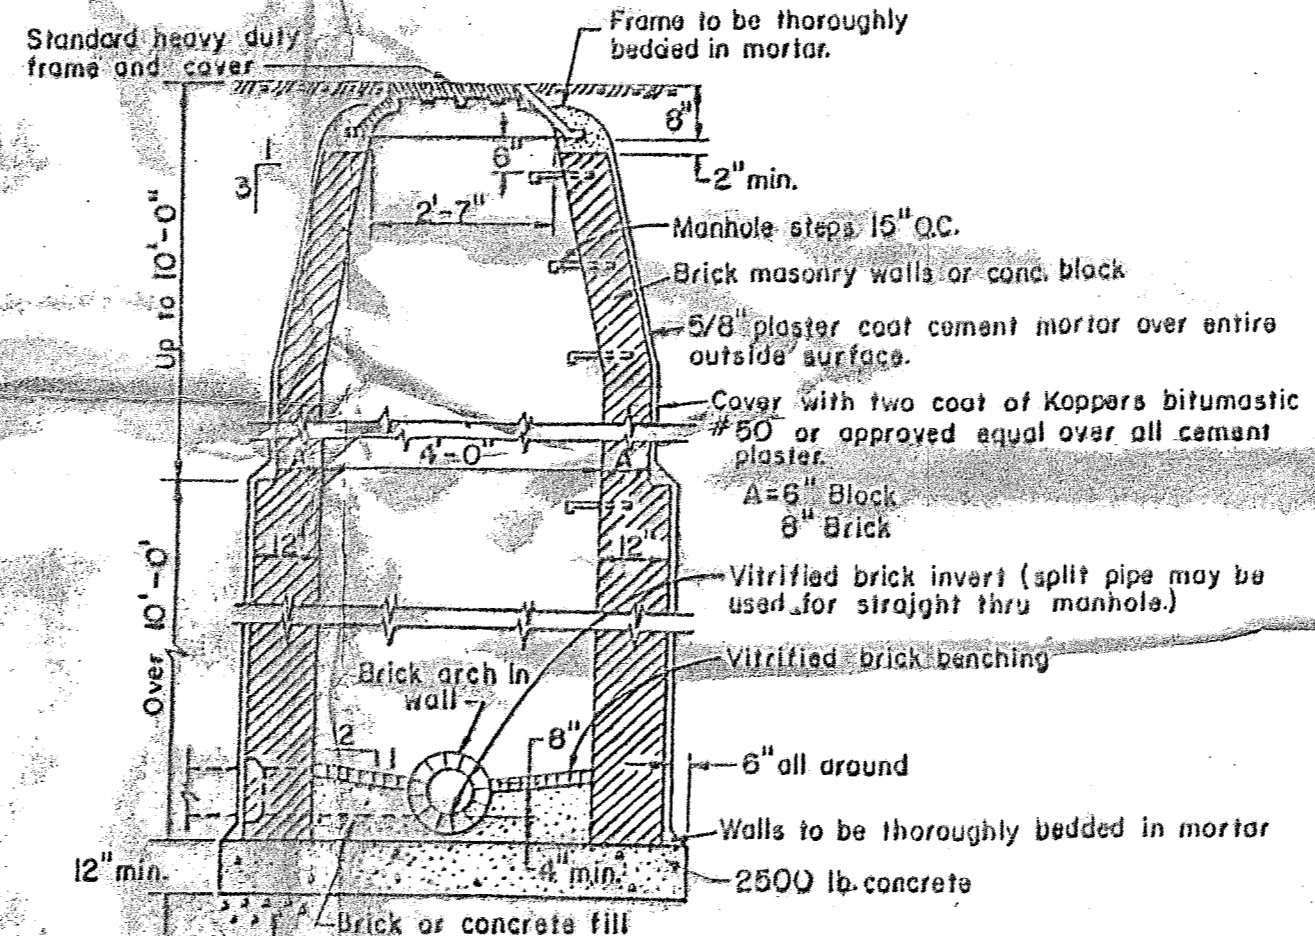 Standard heavy duty
frame and cover
Frame to be thoroughly
bedded in mortar.
8"
2" min.
1
3
6"
2'-7"
Up to 10'-0"
Manhole steps 15" O.C.
Brick masonry walls or conc. block
5/8" plaster coat cement mortar over entire
outside surface.
Cover with two coat of Koppers bitumastic
#50 or approved equal over all cement
plaster.
A
4'-0"
A
A=6" Block
8" Brick
12"
12"
Over 10'-0'
Vitrified brick invert (split pipe may be
used for straight thru manhole.)
Vitrified brick benching
Brick arch in
wall
12
1
8"
6" all around
Walls to be thoroughly bedded in mortar
12" min.
4" min.
2500 lb. concrete
Brick or concrete fill